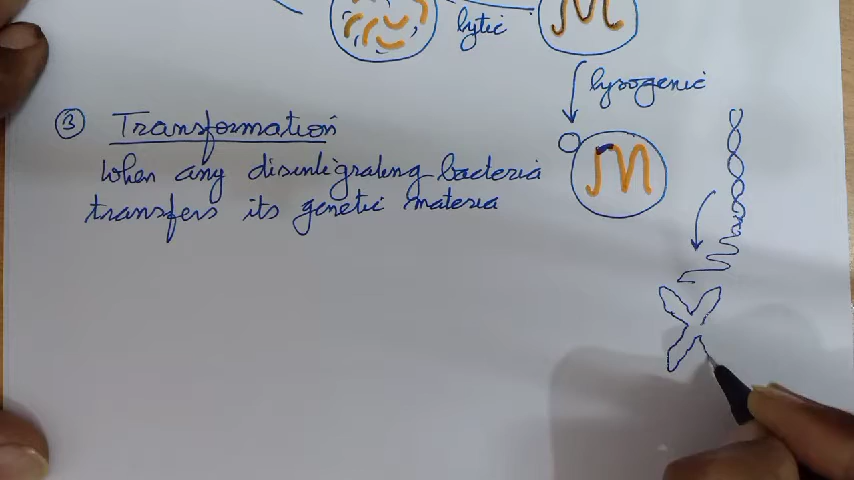 lytic
lysogenic
3 Transformation
When any disintegrating bacteria
transfers its genetic materia